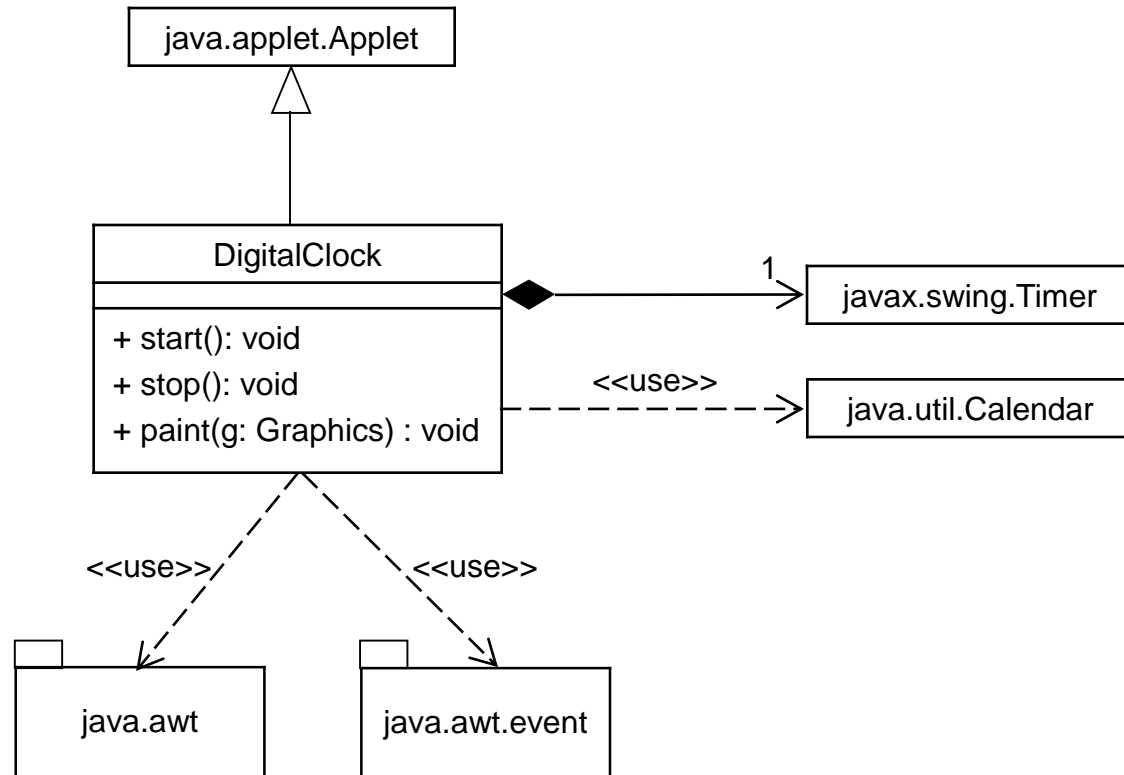 java.applet.Applet
DigitalClock
+ start(): void
+ stop(): void
+ paint(g: Graphics) : void
1
javax.swing.Timer
<<use>>
java.util.Calendar
<<use>>
<<use>>
java.awt
java.awt.event